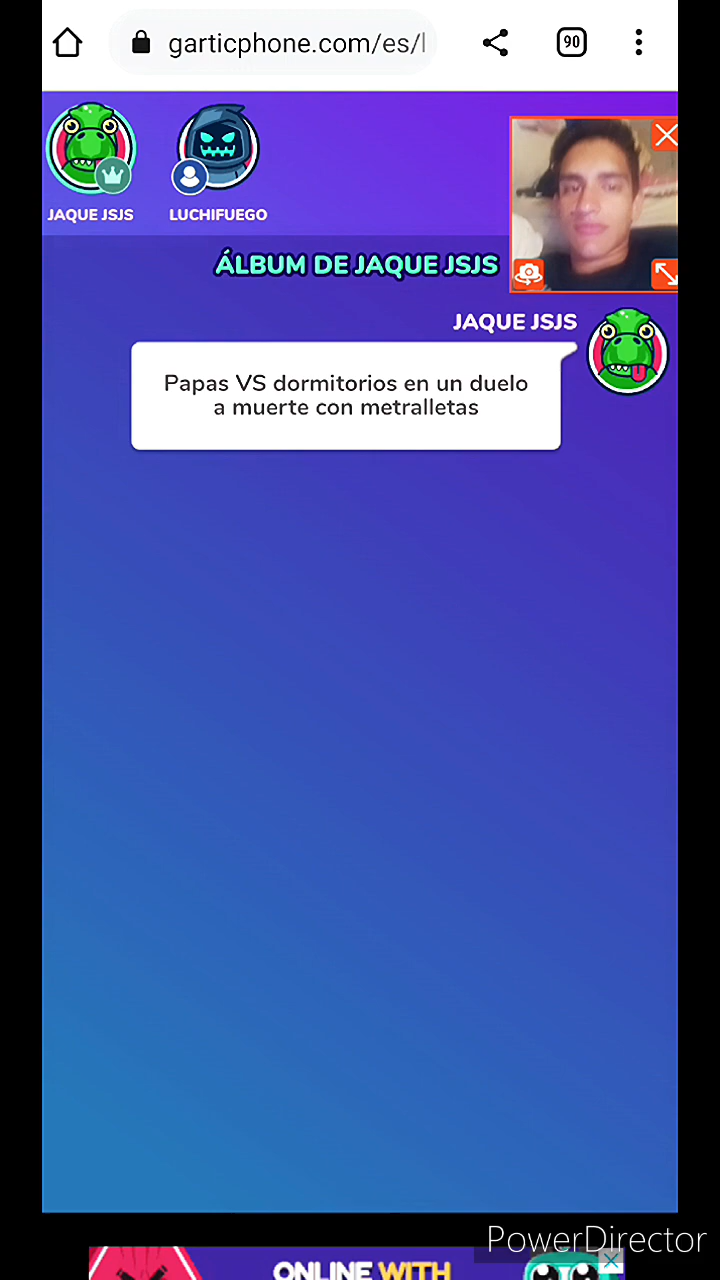 garticphone.com/es/l
90
JAQUE JSJS
LUCHIFUEGO
ÁLBUM DE JAQUE JSJS
JAQUE JSJS
Papas VS dormitorios en un duelo
a muerte con metralletas
PowerDirector
ONLINE WITH